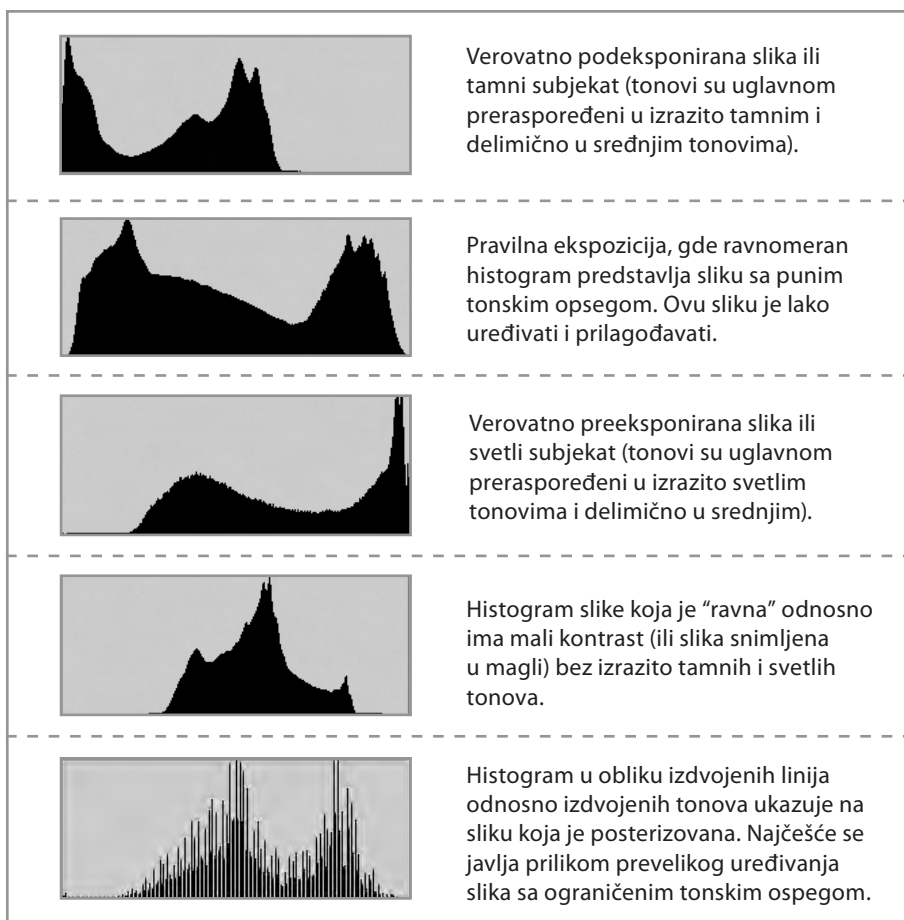 Verovatno podeksponirana slika ili
tamni subjekat (tonovi su uglavnom
preraspoređeni u izrazito tamnim i
delimično u sređnjim tonovima).
Pravilna ekspozicija, gde ravnomeran
histogram predstavlja sliku sa punim
tonskim opsegom. Ovu sliku je lako
uređivati i prilagođavati.
Verovatno preeksponirana slika ili
svetli subjekat (tonovi su uglavnom
preraspoređeni u izrazito svetlim
tonovima i delimično u srednjim).
Histogram slike koja je “ravna” odnosno
ima mali kontrast (ili slika snimljena
u magli) bez izrazito tamnih i svetlih
tonova.
Histogram u obliku izdvojenih linija
odnosno izdvojenih tonova ukazuje na
sliku koja je posterizovana. Najčešće se
javlja prilikom prevelikog uređivanja
slika sa ograničenim tonskim ospegom.